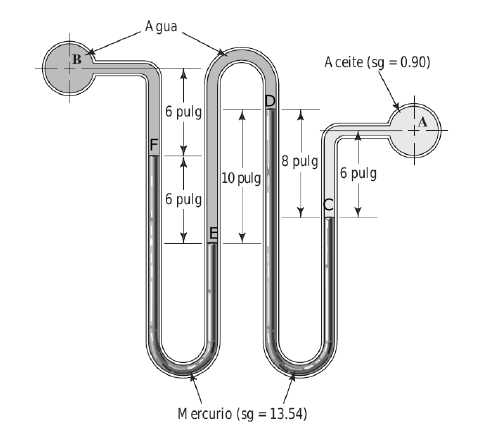 Agua
B
Aceite (sg = 0.90)
A
6 pulg
D
F
8 pulg
10 pulg
6 pulg
6 pulg
C
E
Mercurio (sg = 13.54)